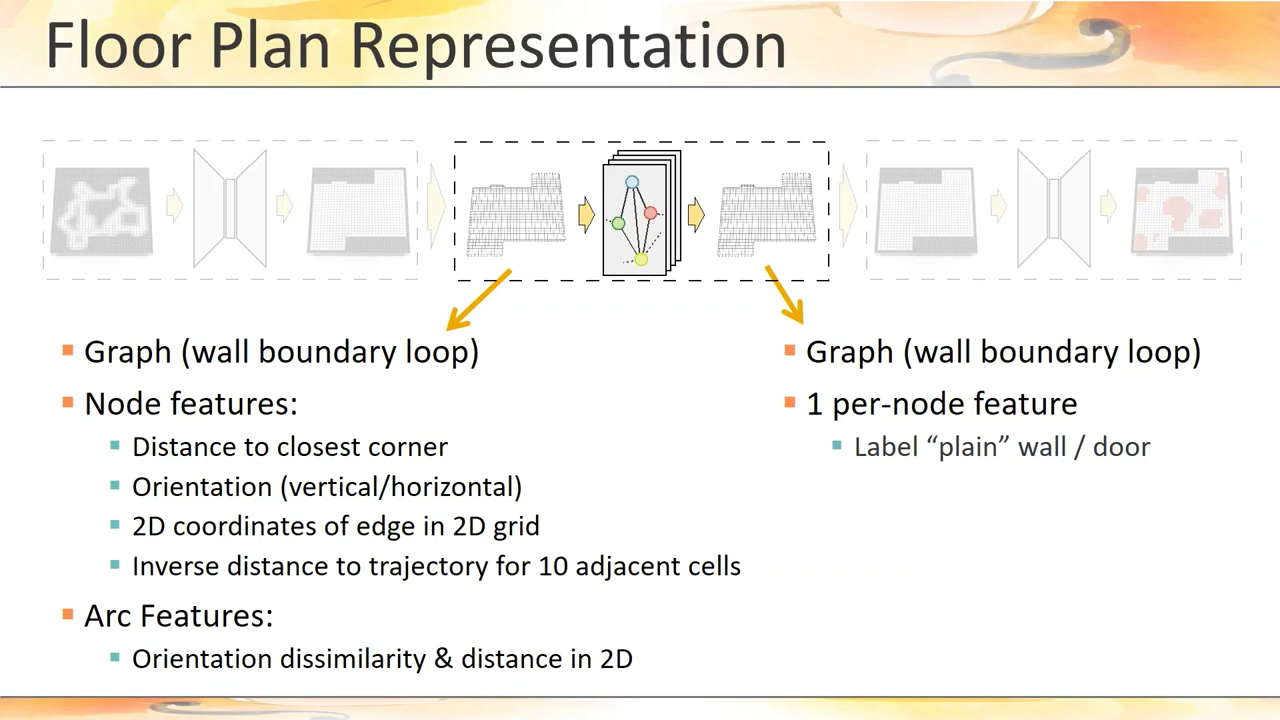 Floor Plan Representation
Graph (wall boundary loop)
Node features:
Distance to closest corner
Orientation (vertical/horizontal)
2D coordinates of edge in 2D grid
Inverse distance to trajectory for 10 adjacent cells
Arc Features:
Orientation dissimilarity & distance in 2D
Graph (wall boundary loop)
1 per-node feature
Label “plain” wall / door